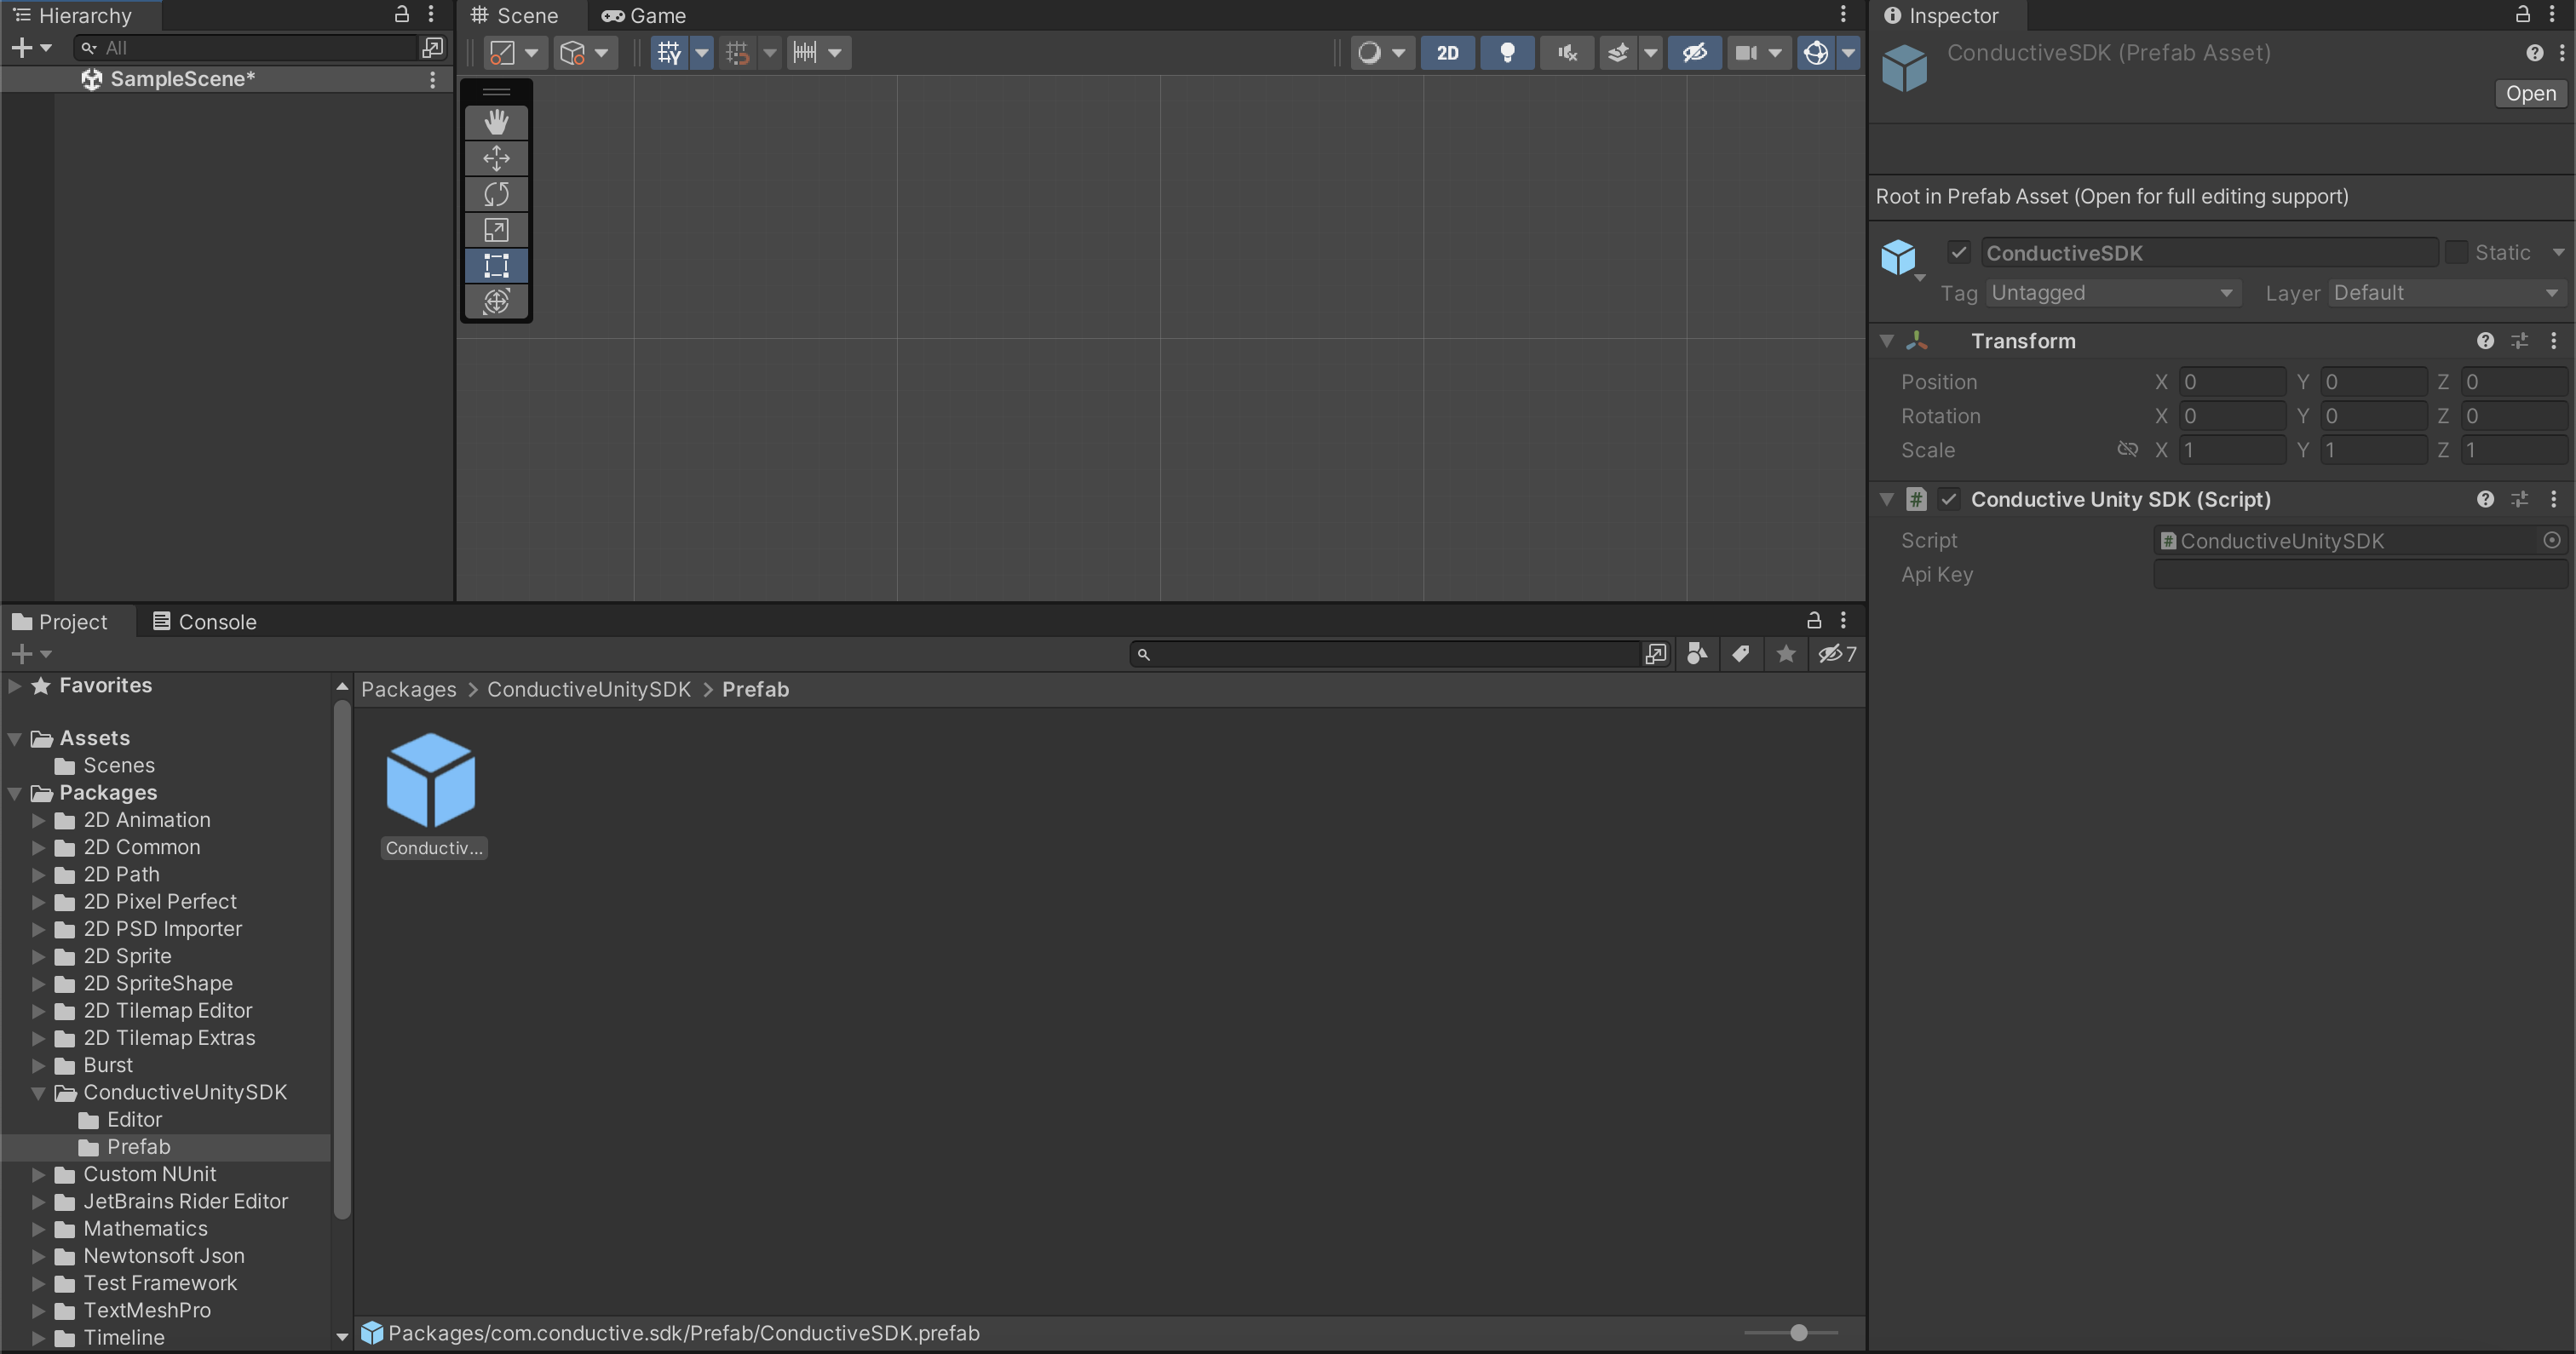 Hierarchy
All
SampleScene*
Scene
Game
2D
Inspector
ConductiveSDK (Prefab Asset)
Open
Root in Prefab Asset (Open for full editing support)
ConductiveSDK
Static
Tag Untagged Layer Default
Transform
Position X 0 Y 0 Z 0
Rotation X 0 Y 0 Z 0
Scale X 1 Y 1 Z 1
# Conductive Unity SDK (Script)
Script # ConductiveUnitySDK
Api Key
Project
Console
7
Favorites
Assets
Scenes
Packages
2D Animation
2D Common
2D Path
2D Pixel Perfect
2D PSD Importer
2D Sprite
2D SpriteShape
2D Tilemap Editor
2D Tilemap Extras
Burst
ConductiveUnitySDK
Editor
Prefab
Custom NUnit
JetBrains Rider Editor
Mathematics
Newtonsoft Json
Test Framework
TextMeshPro
Timeline
Packages > ConductiveUnitySDK > Prefab
Conductiv...
Packages/com.conductive.sdk/Prefab/ConductiveSDK.prefab